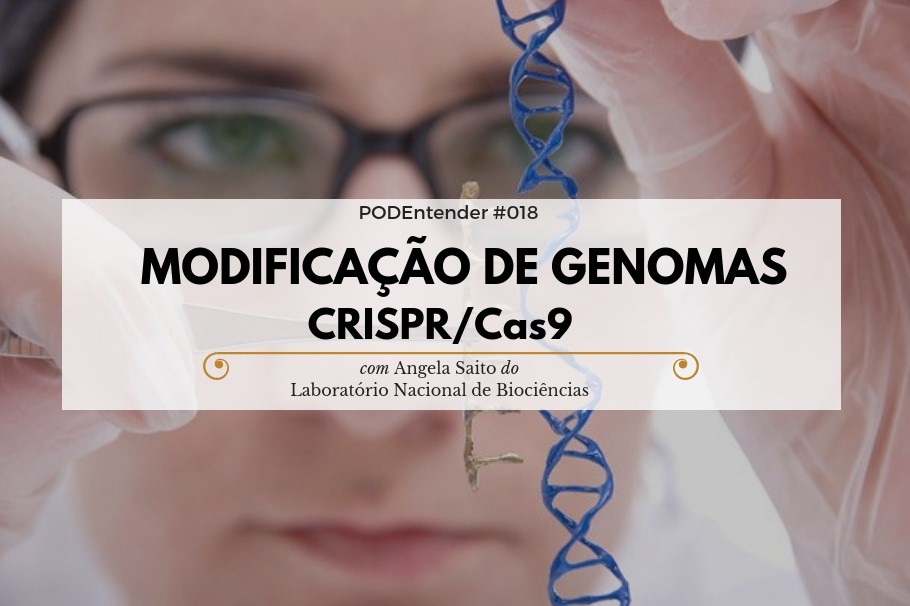 PODEntender #018
MODIFICAÇÃO DE GENOMAS
CRISPR/Cas9
com Angela Saito do
Laboratório Nacional de Biociências